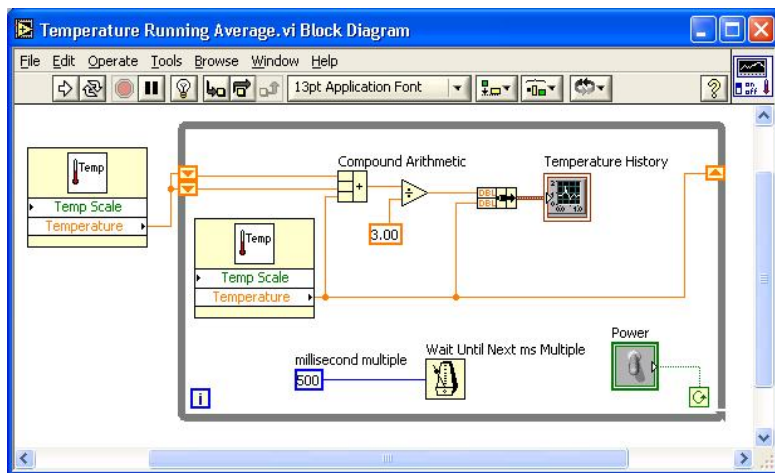 Temperature Running Average.vi Block Diagram
File Edit Operate Tools Browse Window Help
13pt Application Font
?
Temp
Temp Scale
Temperature
Compound Arithmetic
Temperature History
+
÷
DBL
DBL
3.00
Temp
Temp Scale
Temperature
millisecond multiple
500
Wait Until Next ms Multiple
Power
i